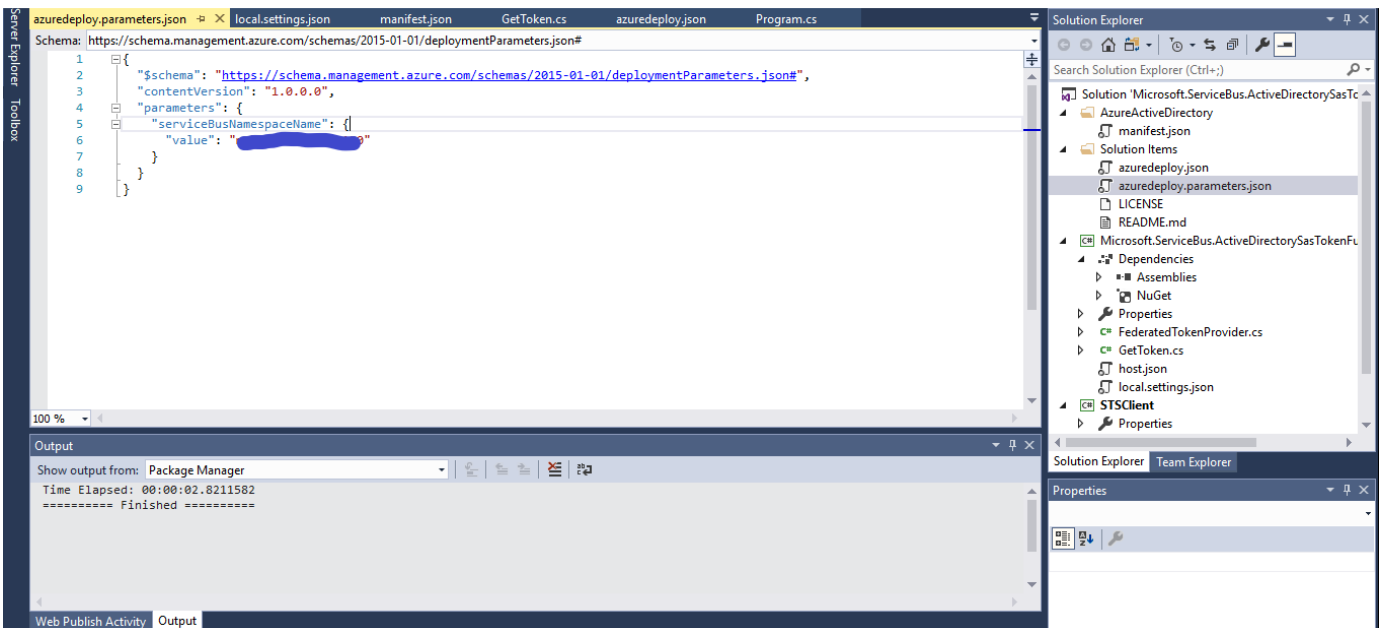 Server Explorer
Toolbox
azuredeploy.parameters.json local.settings.json manifest.json GetToken.cs azuredeploy.json Program.cs
Schema: https://schema.management.azure.com/schemas/2015-01-01/deploymentParameters.json#
1 {
2 "$schema": "https://schema.management.azure.com/schemas/2015-01-01/deploymentParameters.json#",
3 "contentVersion": "1.0.0.0",
4 "parameters": {
5 "serviceBusNamespaceName": {
6 "value": "
7 }
8 }
9 }
100 %
Output
Show output from: Package Manager
Time Elapsed: 00:00:02.8211582
========== Finished ==========
Web Publish Activity Output
Solution Explorer
Search Solution Explorer (Ctrl+;)
Solution 'Microsoft.ServiceBus.ActiveDirectorySasTo
AzureActiveDirectory
manifest.json
Solution Items
azuredeploy.json
azuredeploy.parameters.json
LICENSE
README.md
Microsoft.ServiceBus.ActiveDirectorySasTokenFu
Dependencies
Assemblies
NuGet
Properties
FederatedTokenProvider.cs
GetToken.cs
host.json
local.settings.json
STSClient
Properties
Solution Explorer Team Explorer
Properties